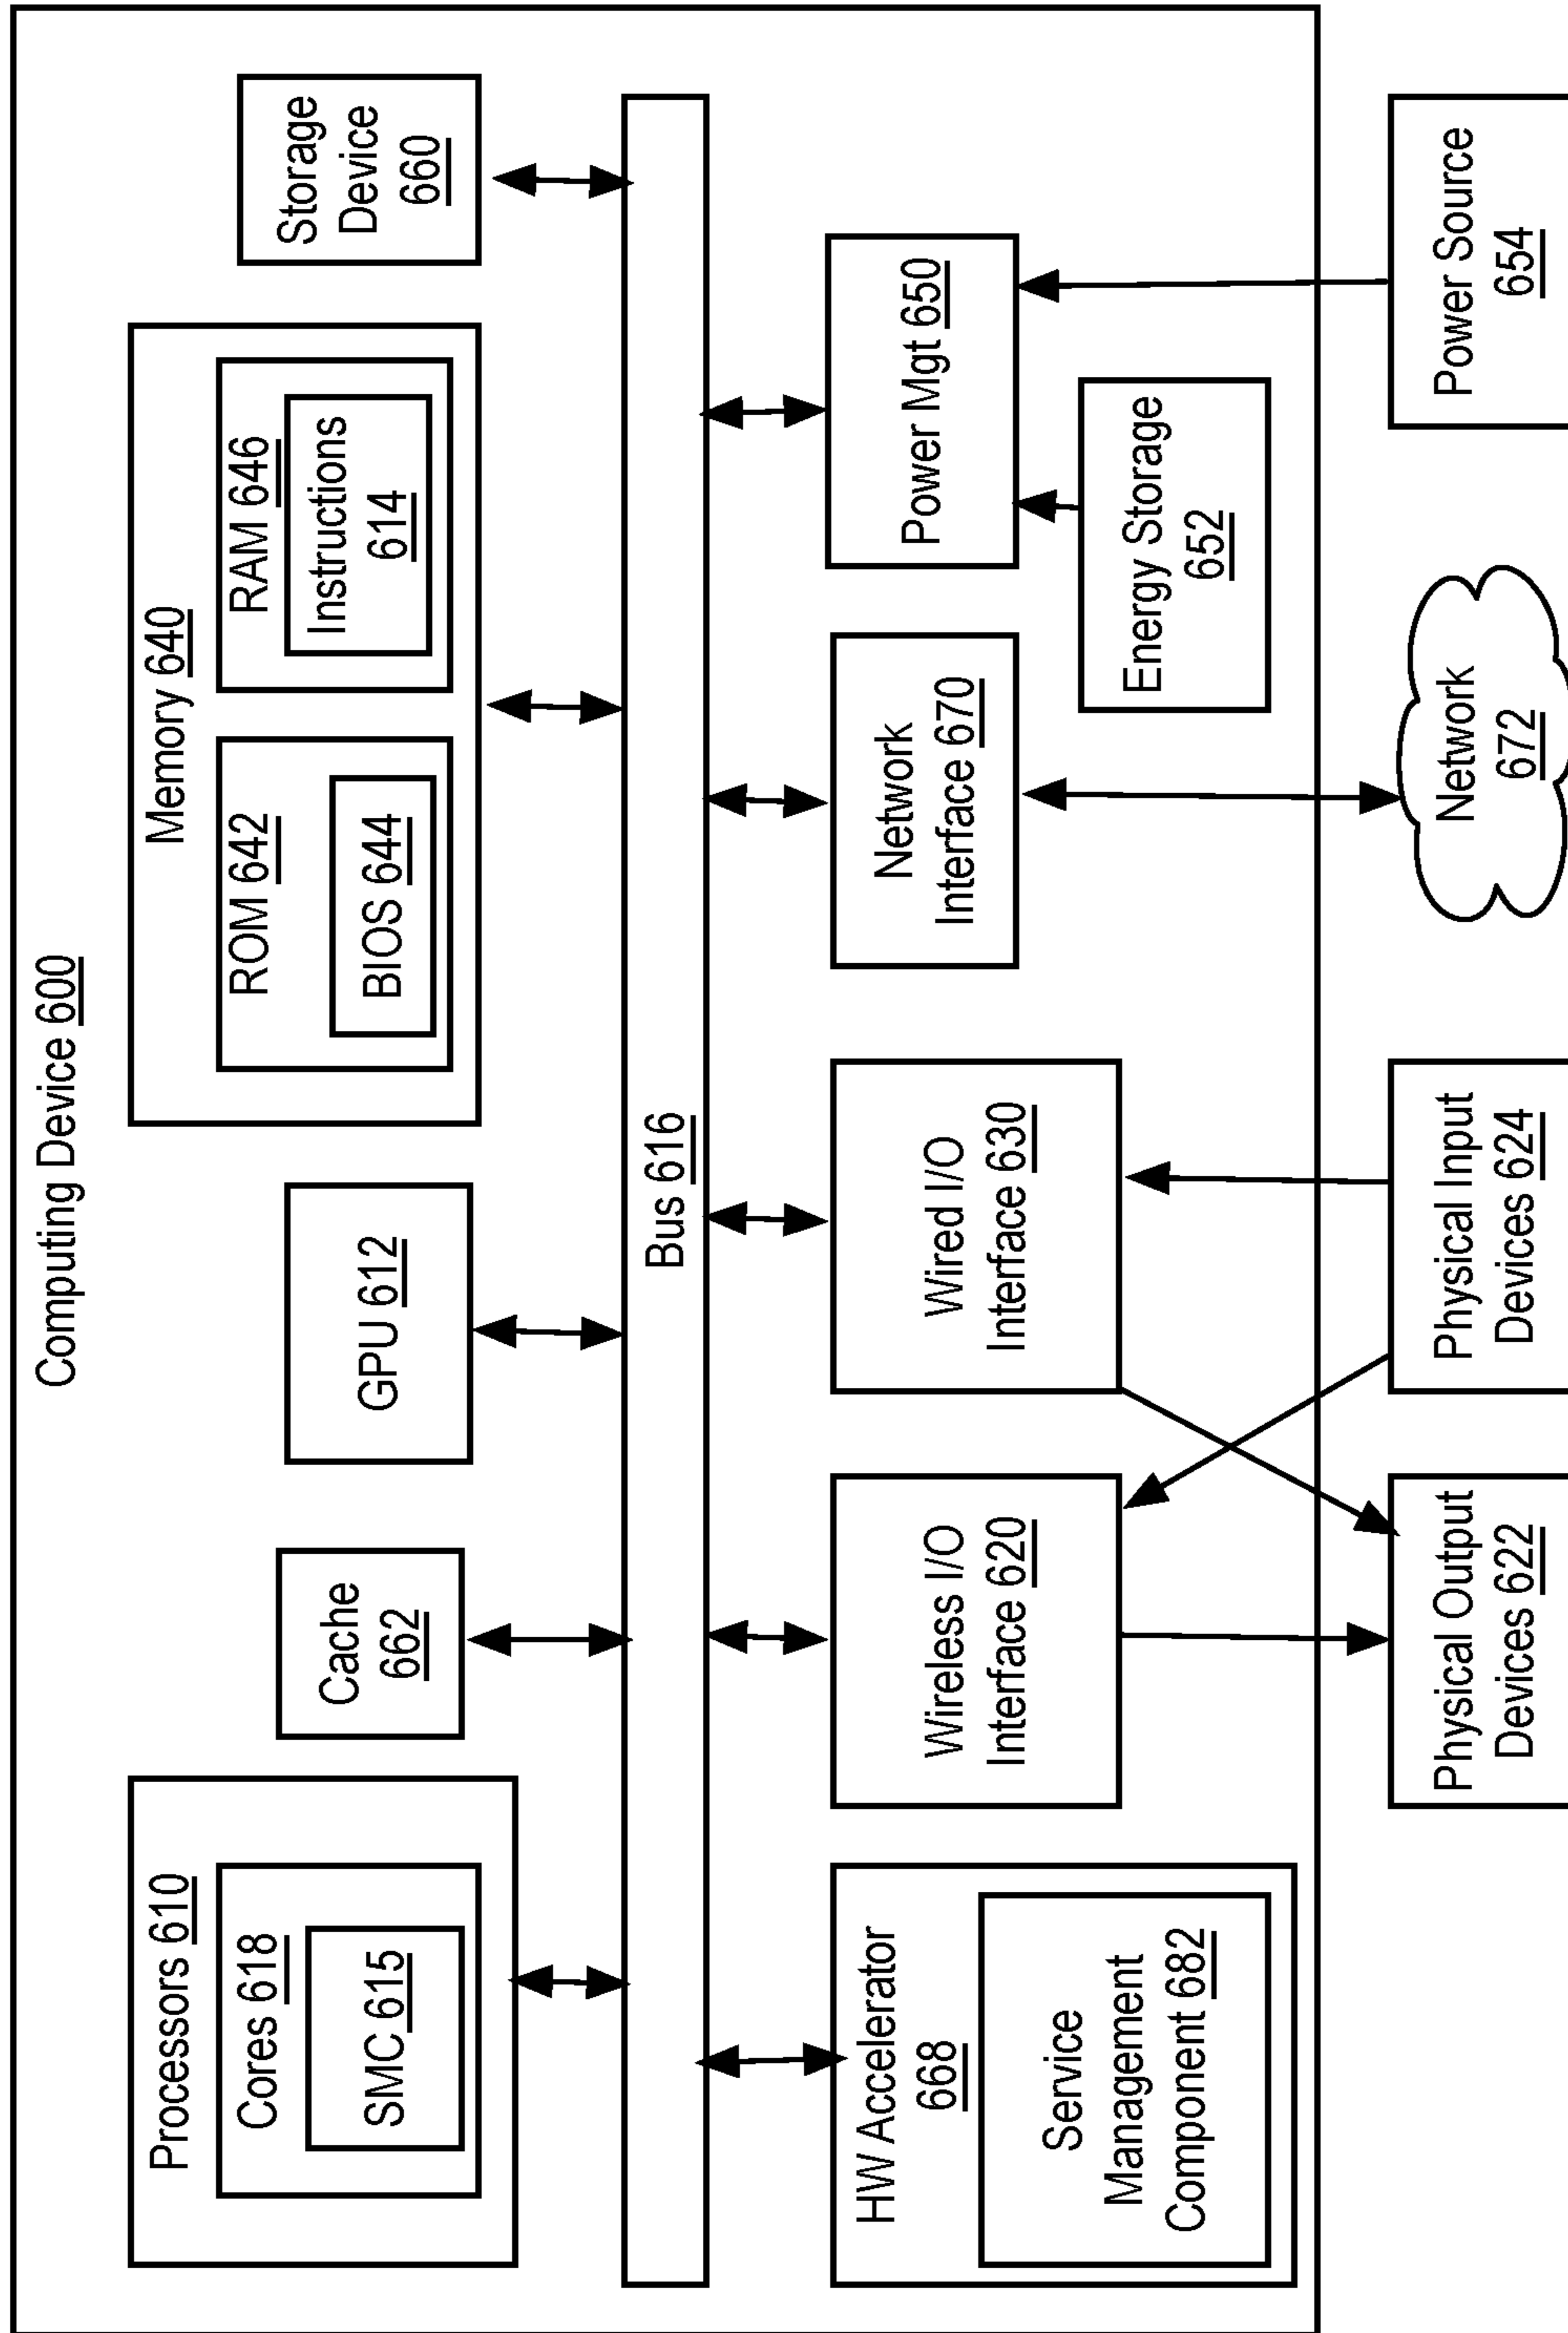 Computing Device 600
Processors 610
Cores 618
SMC 615
Cache
662
GPU 612
Memory 640
ROM 642
BIOS 644
RAM 646
Instructions
614
Storage
Device
660
Bus 616
HW Accelerator
668
Service
Management
Component 682
Wireless I/O
Interface 620
Wired I/O
Interface 630
Network
Interface 670
Power Mgt 650
Energy Storage
652
Physical Output
Devices 622
Physical Input
Devices 624
Network
672
Power Source
654